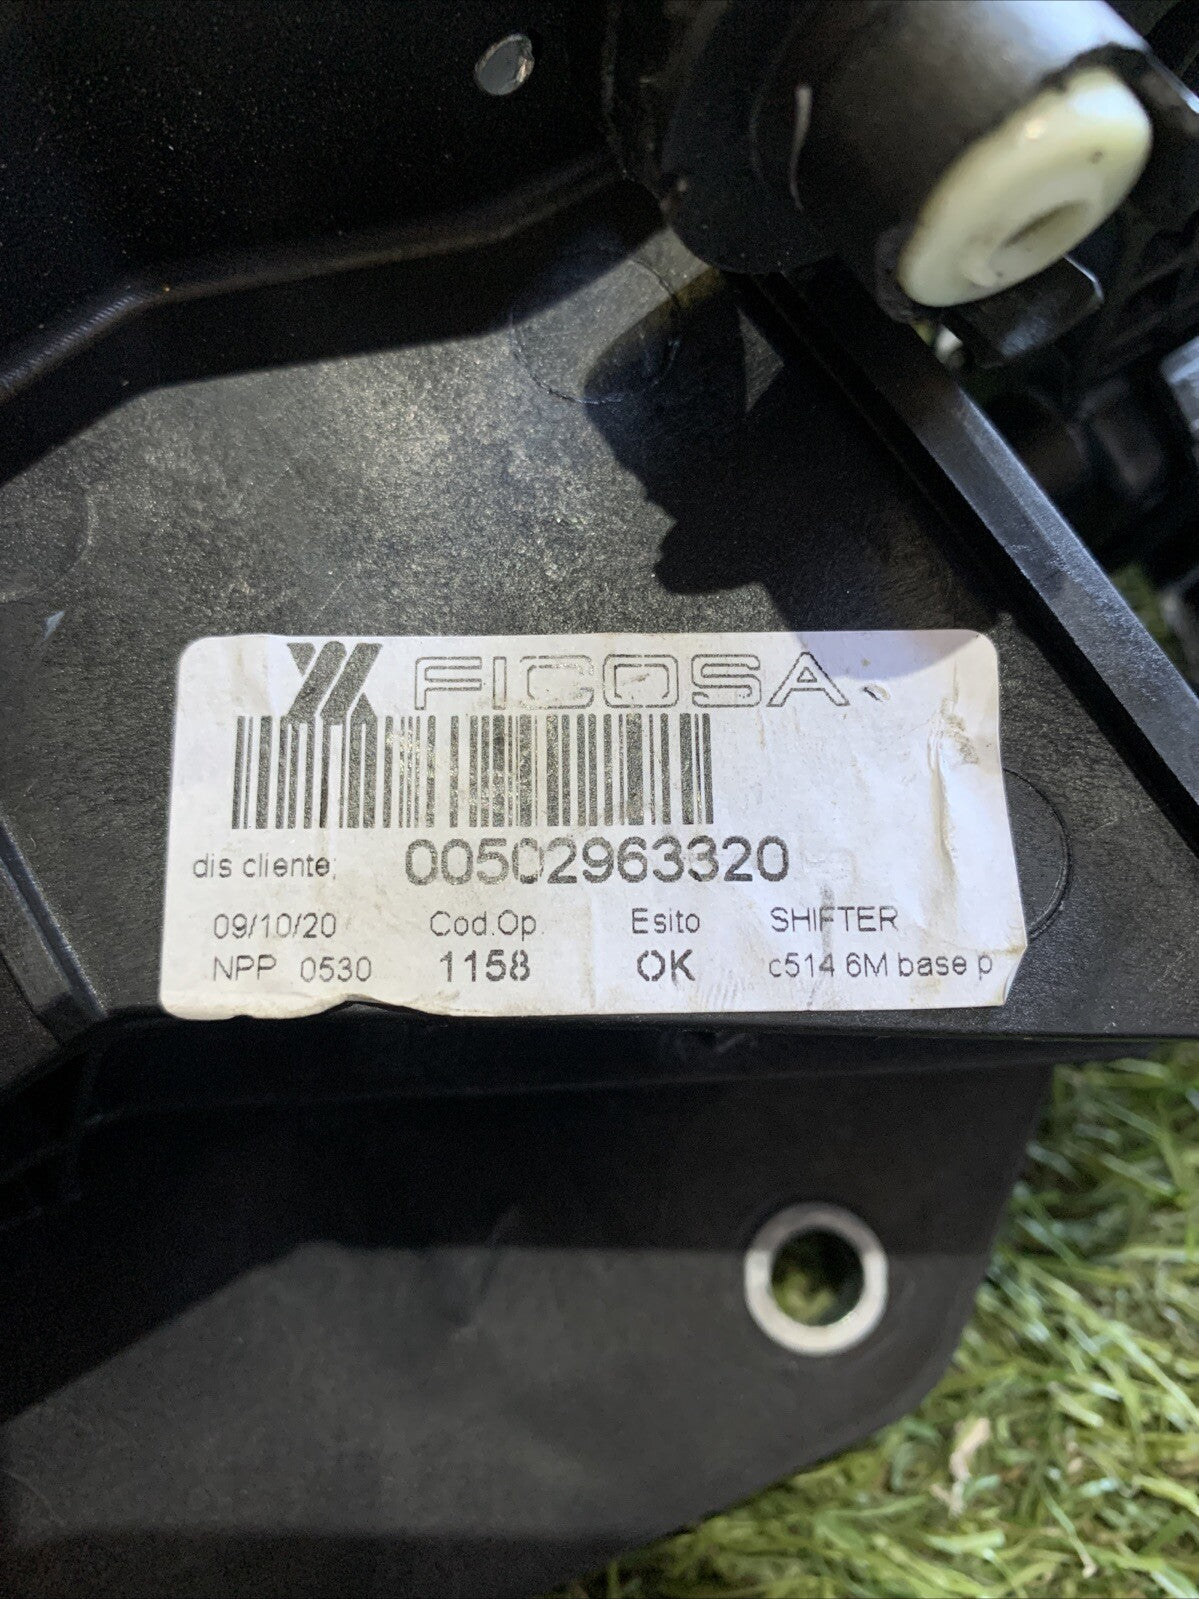 FICOSA
dis cliente; 00502963320
09/10/20 Cod.Op. Esito SHIFTER
NPP 0530 1158 OK c514 6M base p